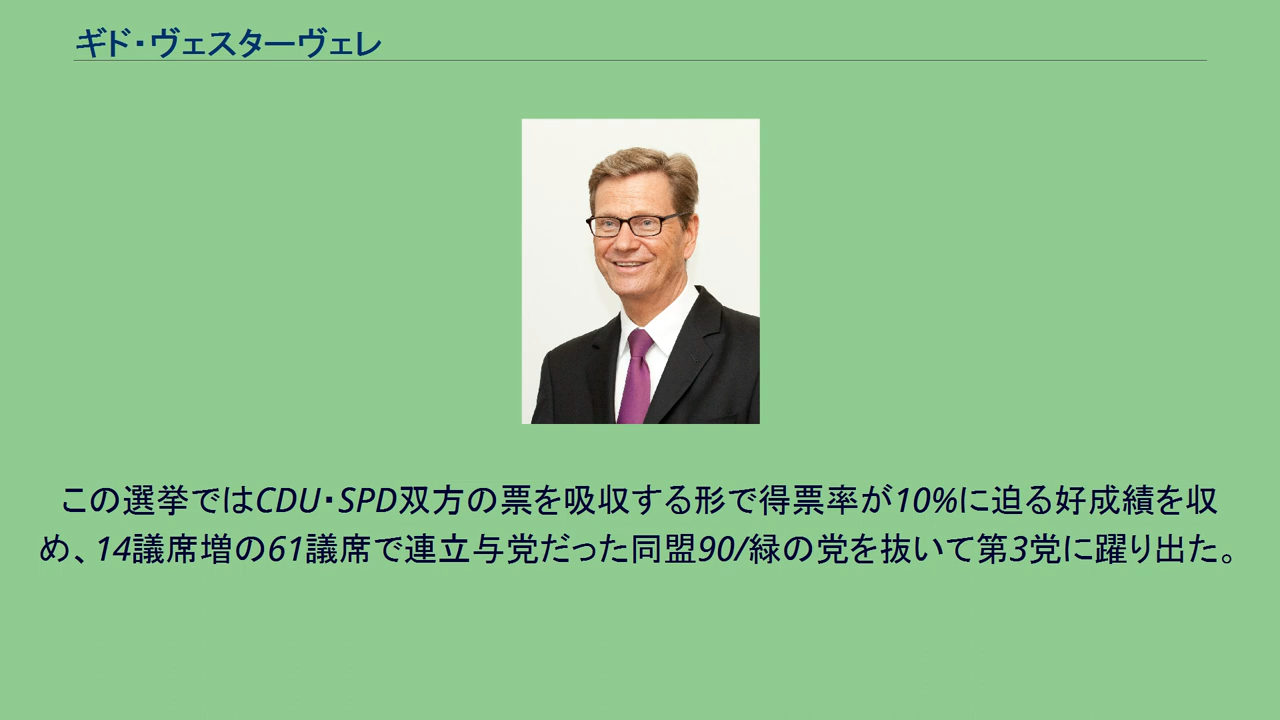 ギド・ヴェスターヴェレ
この選挙ではCDU・SPD双方の票を吸収する形で得票率が10%に迫る好成績を収
め、14議席増の61議席で連立与党だった同盟90/緑の党を抜いて第3党に躍り出た。